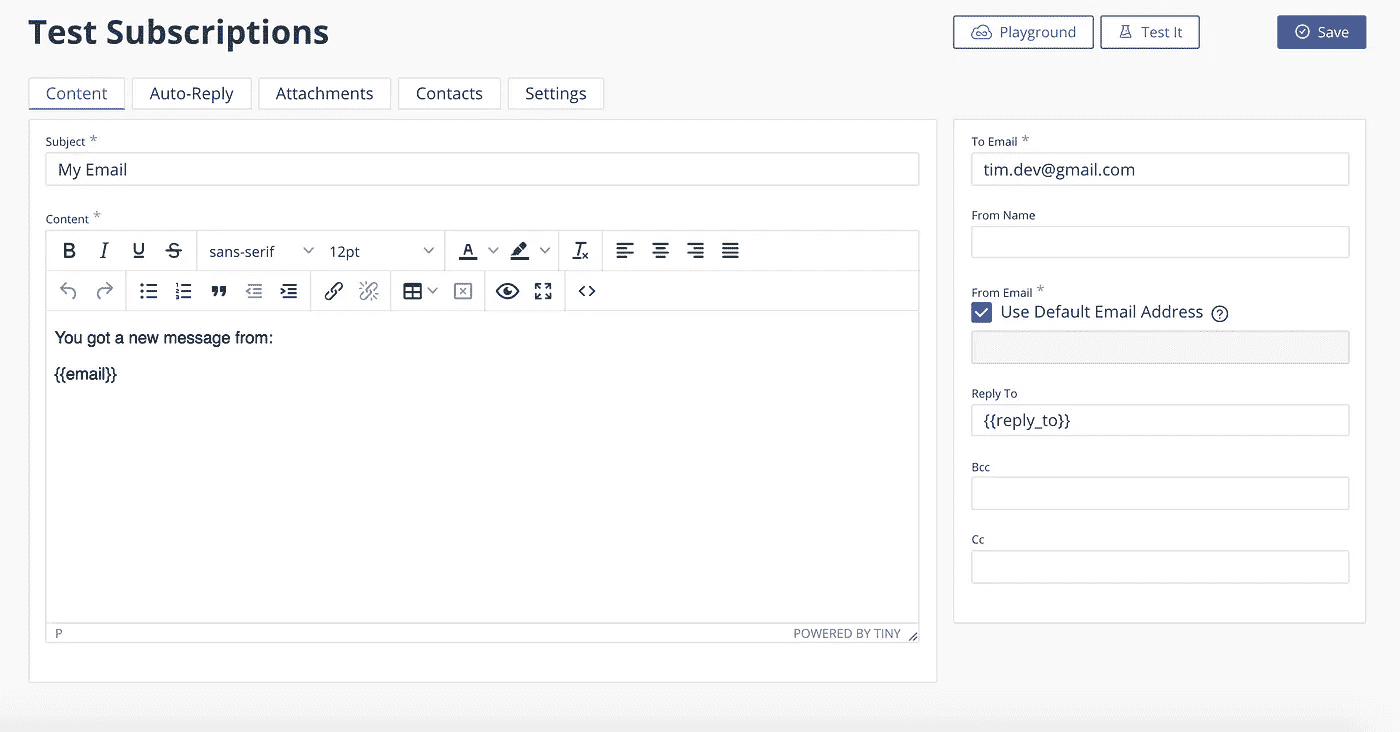 Test Subscriptions
Playground
Test It
Save
Content
Auto-Reply
Attachments
Contacts
Settings
Subject *
My Email
Content *
B I U S sans-serif 12pt A
You got a new message from:
{{email}}
P
POWERED BY TINY
To Email *
tim.dev@gmail.com
From Name
From Email *
Use Default Email Address ?
Reply To
{{reply_to}}
Bcc
Cc